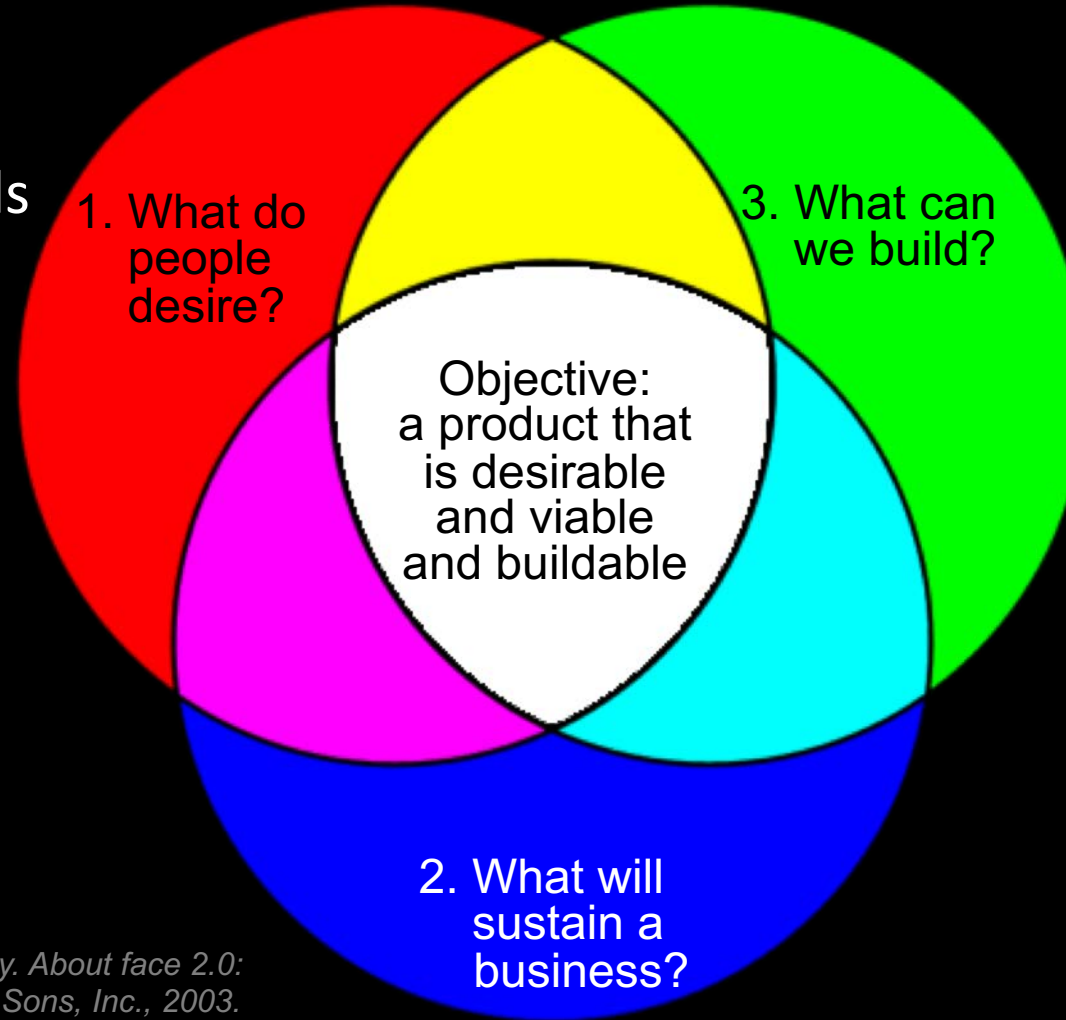 1. What do
people
desire?
3. What can
we build?
Objective:
a product that
is desirable
and viable
and buildable
2. What will
sustain a
business?
About face 2.0:
Sons, Inc., 2003.